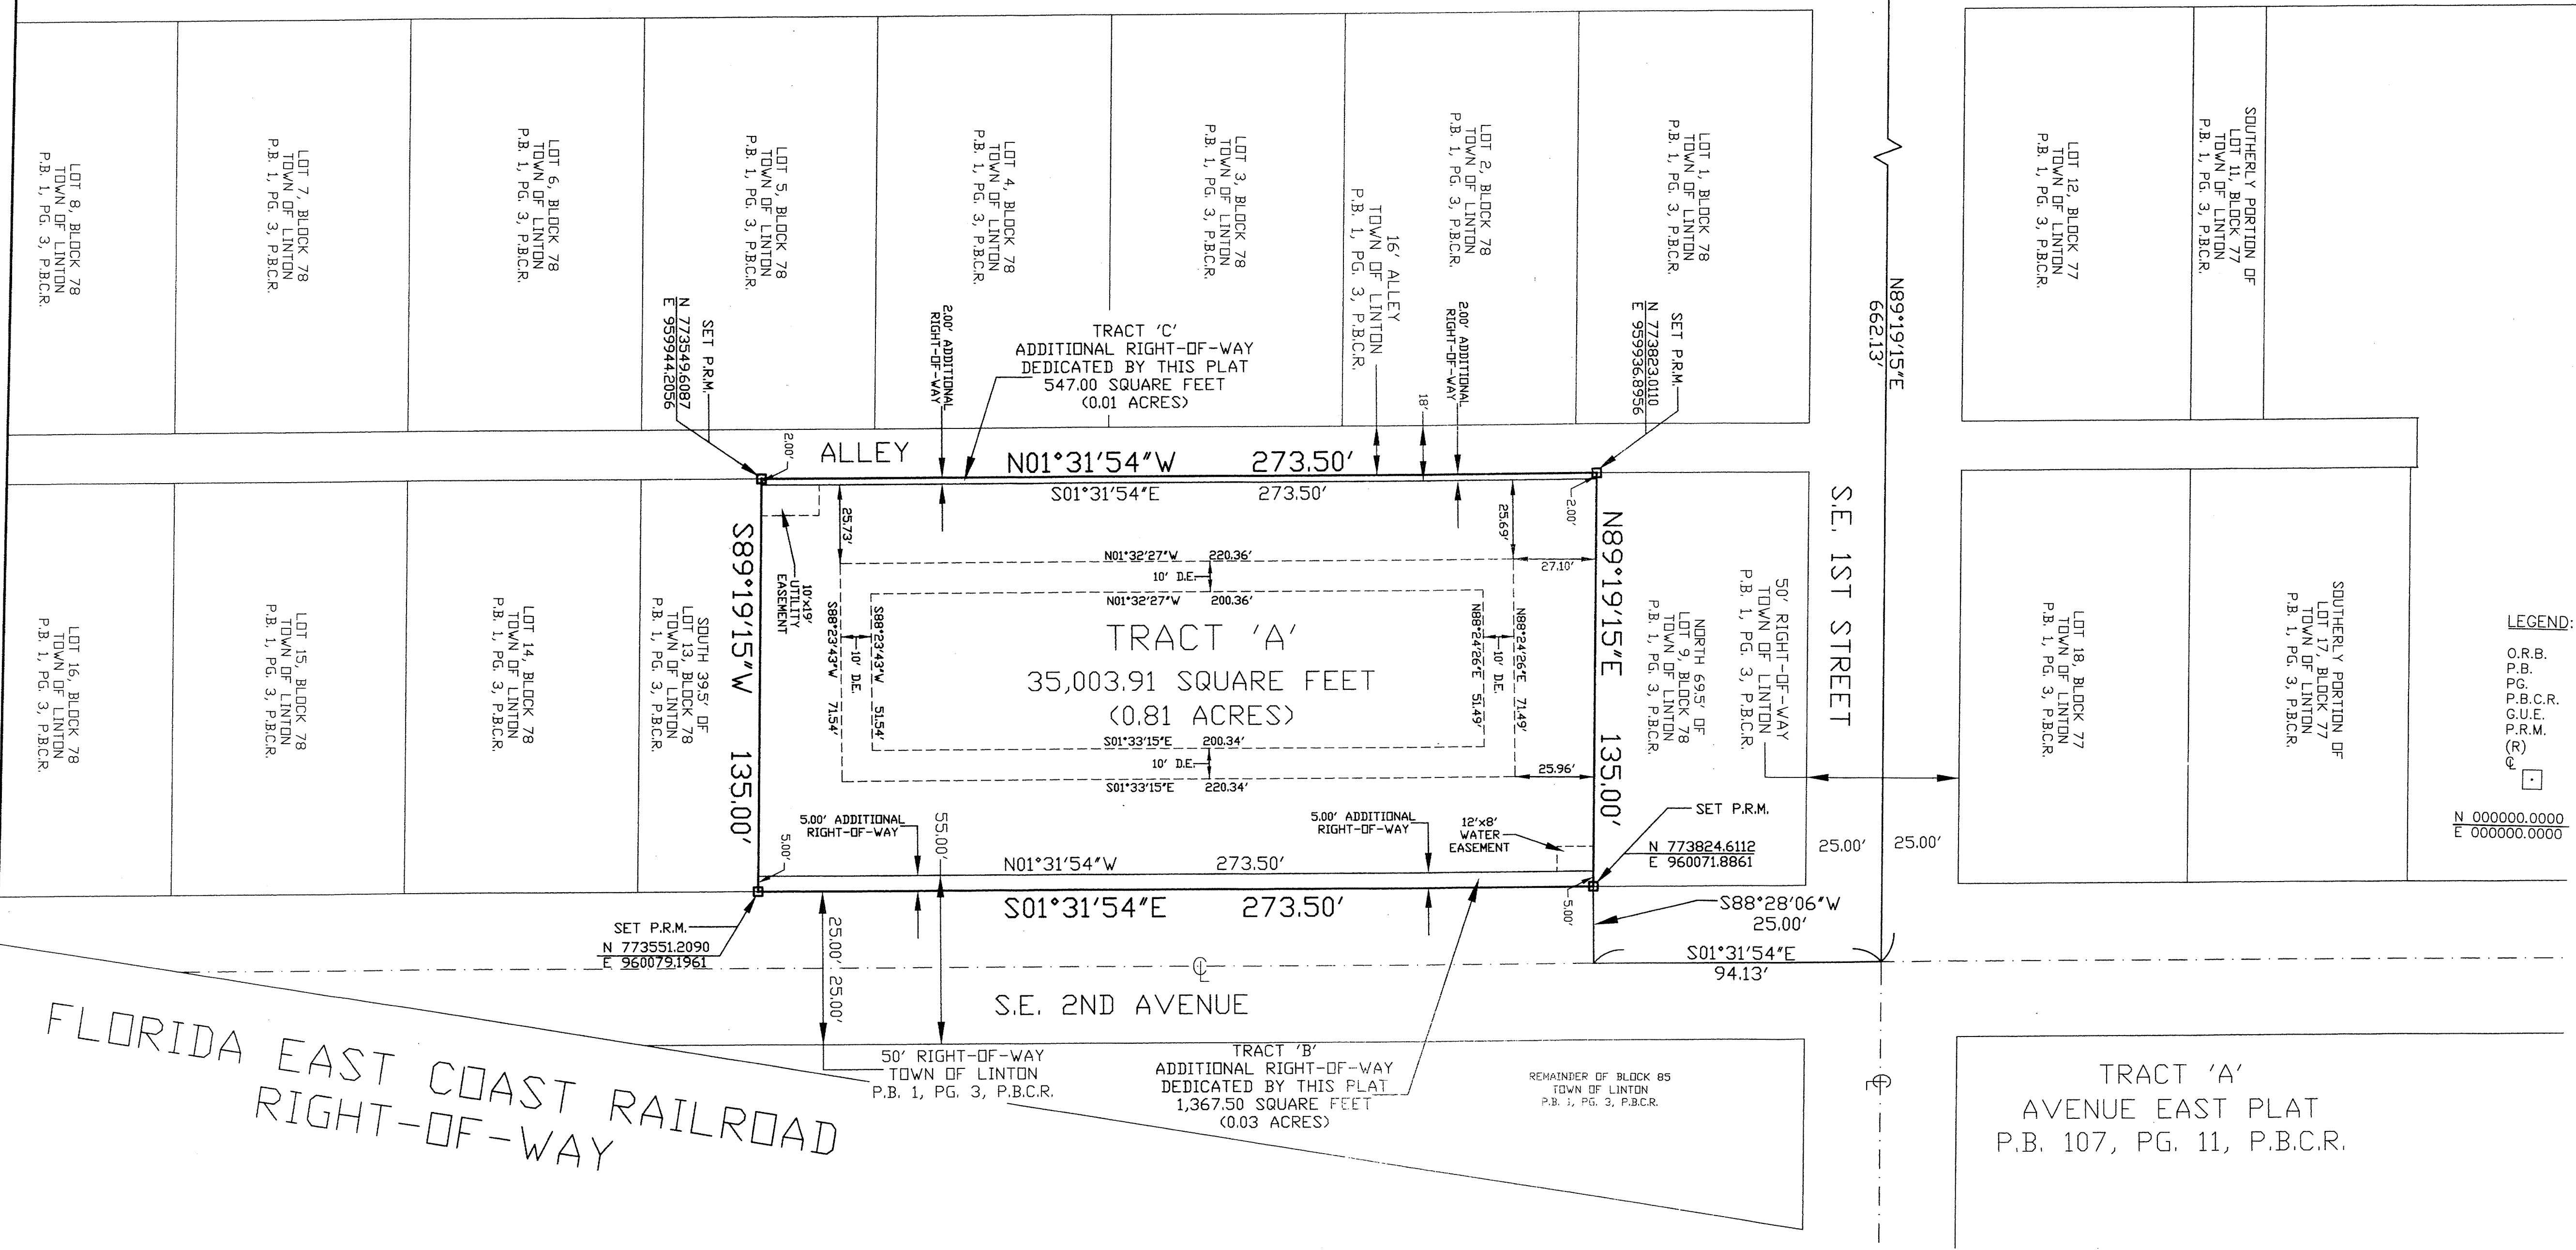 LOT 8, BLOCK 78
TOWN OF LINTON
P.B. 1, PG. 3, P.B.C.R.
LOT 7, BLOCK 78
TOWN OF LINTON
P.B. 1, PG. 3, P.B.C.R.
LOT 6, BLOCK 78
TOWN OF LINTON
P.B. 1, PG. 3, P.B.C.R.
LOT 5, BLOCK 78
TOWN OF LINTON
P.B. 1, PG. 3, P.B.C.R.
LOT 4, BLOCK 78
TOWN OF LINTON
P.B. 1, PG. 3, P.B.C.R.
LOT 3, BLOCK 78
TOWN OF LINTON
P.B. 1, PG. 3, P.B.C.R.
16' ALLEY
TOWN OF LINTON
P.B. 1, PG. 3, P.B.C.R.
LOT 2, BLOCK 78
TOWN OF LINTON
P.B. 1, PG. 3, P.B.C.R.
LOT 1, BLOCK 78
TOWN OF LINTON
P.B. 1, PG. 3, P.B.C.R.
N89°19'15"E
662.13'
LOT 12, BLOCK 77
TOWN OF LINTON
P.B. 1, PG. 3, P.B.C.R.
SOUTHERLY PORTION OF
LOT 11, BLOCK 77
TOWN OF LINTON
P.B. 1, PG. 3, P.B.C.R.
SET P.R.M.
N 773549.6087
E 959944.2056
2.00' ADDITIONAL
RIGHT-OF-WAY
TRACT 'C'
ADDITIONAL RIGHT-OF-WAY
DEDICATED BY THIS PLAT
547.00 SQUARE FEET
(0.01 ACRES)
18'
2.00' ADDITIONAL
RIGHT-OF-WAY
SET P.R.M.
N 773823.0110
E 959936.8956
2.00'
ALLEY
N01°31'54"W 273.50'
S01°31'54"E 273.50'
2.00'
25.73'
25.69'
27.10'
10'x19'
UTILITY
EASEMENT
N01°32'27"W 220.36'
10' D.E.
N01°32'27"W 200.36'
S88°23'43"W 71.54'
10' D.E.
S88°23'43"W 51.54'
N88°24'26"E 51.49'
10' D.E.
N88°24'26"E 71.49'
TRACT 'A'
35,003.91 SQUARE FEET
(0.81 ACRES)
S01°33'15"E 200.34'
10' D.E.
S01°33'15"E 220.34'
25.96'
S89°19'15"W 135.00'
N89°19'15"E 135.00'
LOT 16, BLOCK 78
TOWN OF LINTON
P.B. 1, PG. 3, P.B.C.R.
LOT 15, BLOCK 78
TOWN OF LINTON
P.B. 1, PG. 3, P.B.C.R.
LOT 14, BLOCK 78
TOWN OF LINTON
P.B. 1, PG. 3, P.B.C.R.
SOUTH 39.5' OF
LOT 13, BLOCK 78
TOWN OF LINTON
P.B. 1, PG. 3, P.B.C.R.
NORTH 69.5' OF
LOT 9, BLOCK 78
TOWN OF LINTON
P.B. 1, PG. 3, P.B.C.R.
50' RIGHT-OF-WAY
TOWN OF LINTON
P.B. 1, PG. 3, P.B.C.R.
S.E. 1ST STREET
25.00' 25.00'
LOT 18, BLOCK 77
TOWN OF LINTON
P.B. 1, PG. 3, P.B.C.R.
SOUTHERLY PORTION OF
LOT 17, BLOCK 77
TOWN OF LINTON
P.B. 1, PG. 3, P.B.C.R.
LEGEND:
O.R.B.
P.B.
PG.
P.B.C.R.
G.U.E.
P.R.M.
(R)
℄
N 000000.0000
E 000000.0000
5.00' ADDITIONAL
RIGHT-OF-WAY
55.00'
5.00' ADDITIONAL
RIGHT-OF-WAY
12'x8'
WATER
EASEMENT
SET P.R.M.
N 773824.6112
E 960071.8861
5.00'
N01°31'54"W 273.50'
S01°31'54"E 273.50'
5.00'
S88°28'06"W
25.00'
S01°31'54"E
94.13'
SET P.R.M.
N 773551.2090
E 960079.1961
25.00' 25.00'
℄
S.E. 2ND AVENUE
℄
FLORIDA EAST COAST RAILROAD
RIGHT-OF-WAY
50' RIGHT-OF-WAY
TOWN OF LINTON
P.B. 1, PG. 3, P.B.C.R.
TRACT 'B'
ADDITIONAL RIGHT-OF-WAY
DEDICATED BY THIS PLAT
1,367.50 SQUARE FEET
(0.03 ACRES)
REMAINDER OF BLOCK 85
TOWN OF LINTON
P.B. 1, PG. 3, P.B.C.R.
TRACT 'A'
AVENUE EAST PLAT
P.B. 107, PG. 11, P.B.C.R.